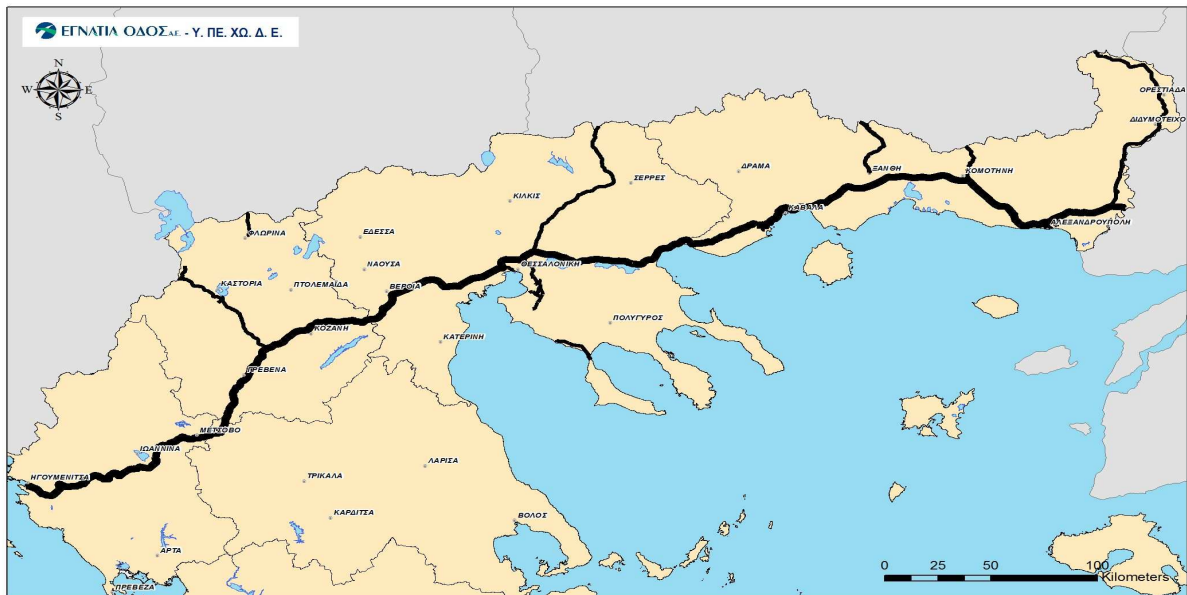 ΕΓΝΑΤΙΑ ΟΔΟΣ Α.Ε. - Υ. ΠΕ. ΧΩ. Δ. Ε.
N
W E
S
ΟΡΕΣΤΙΑΔΑ
ΔΙΔΥΜΟΤΕΙΧΟ
ΔΡΑΜΑ
ΞΑΝΘΗ
ΚΟΜΟΤΗΝΗ
ΣΕΡΡΕΣ
ΚΙΛΚΙΣ
ΚΑΒΑΛΑ
ΑΛΕΞΑΝΔΡΟΥΠΟΛΗ
ΦΛΩΡΙΝΑ
ΕΔΕΣΣΑ
ΝΑΟΥΣΑ
ΘΕΣΣΑΛΟΝΙΚΗ
ΚΑΣΤΟΡΙΑ
ΠΤΟΛΕΜΑΪΔΑ
ΒΕΡΟΙΑ
ΠΟΛΥΓΥΡΟΣ
ΚΟΖΑΝΗ
ΚΑΤΕΡΙΝΗ
ΓΡΕΒΕΝΑ
ΜΕΤΣΟΒΟ
ΙΩΑΝΝΙΝΑ
ΛΑΡΙΣΑ
ΗΓΟΥΜΕΝΙΤΣΑ
ΤΡΙΚΑΛΑ
ΚΑΡΔΙΤΣΑ
ΒΟΛΟΣ
ΑΡΤΑ
ΠΡΕΒΕΖΑ
0 25 50 100
Kilometers